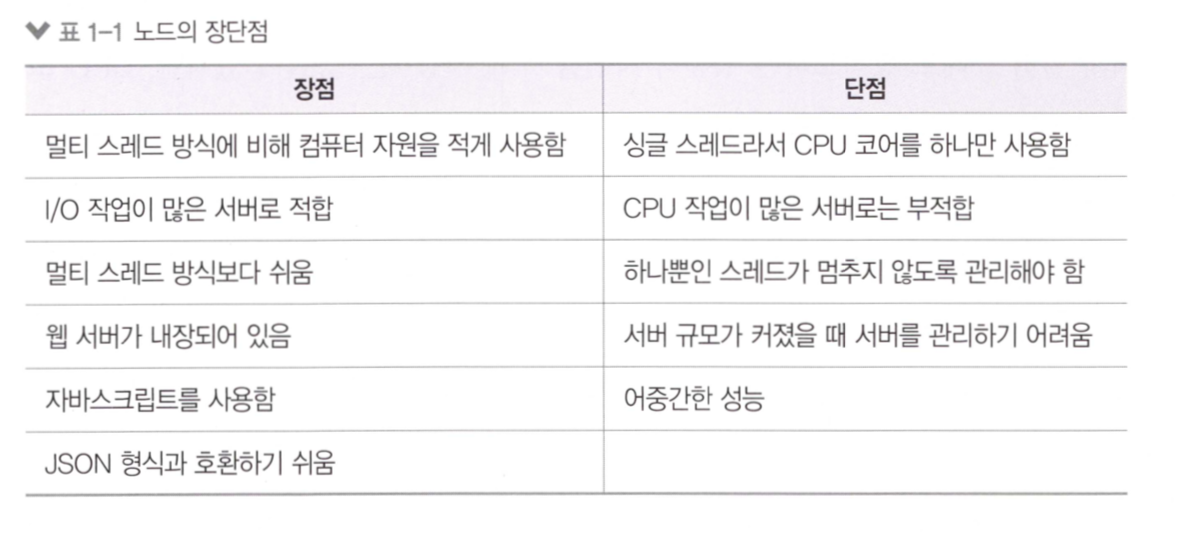 표 1-1 노드의 장단점
장점 단점
멀티 스레드 방식에 비해 컴퓨터 자원을 적게 사용함 싱글 스레드라서 CPU 코어를 하나만 사용함
I/O 작업이 많은 서버로 적합 CPU 작업이 많은 서버로는 부적합
멀티 스레드 방식보다 쉬움 하나뿐인 스레드가 멈추지 않도록 관리해야 함
웹 서버가 내장되어 있음 서버 규모가 커졌을 때 서버를 관리하기 어려움
자바스크립트를 사용함 어중간한 성능
JSON 형식과 호환하기 쉬움